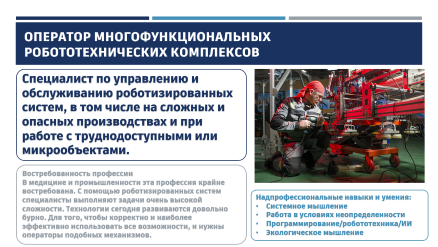 ОПЕРАТОР МНОГОФУНКЦИОНАЛЬНЫХ
РОБОТОТЕХНИЧЕСКИХ КОМПЛЕКСОВ
Специалист по управлению и
обслуживанию роботизированных
систем, в том числе на сложных и
опасных производствах и при
работе с труднодоступными или
микрообъектами.
Востребованность профессии
В медицине и промышленности эта профессия крайне
востребована. С помощью роботизированных систем
специалисты выполняют задачи очень высокой
сложности. Технологии сегодня развиваются довольно
бурно. Для того, чтобы корректно и наиболее
эффективно использовать все возможности, и нужны
операторы подобных механизмов.
Надпрофессиональные навыки и умения:
• Системное мышление
• Работа в условиях неопределенности
• Программирование/робототехника/ИИ
• Экологическое мышление